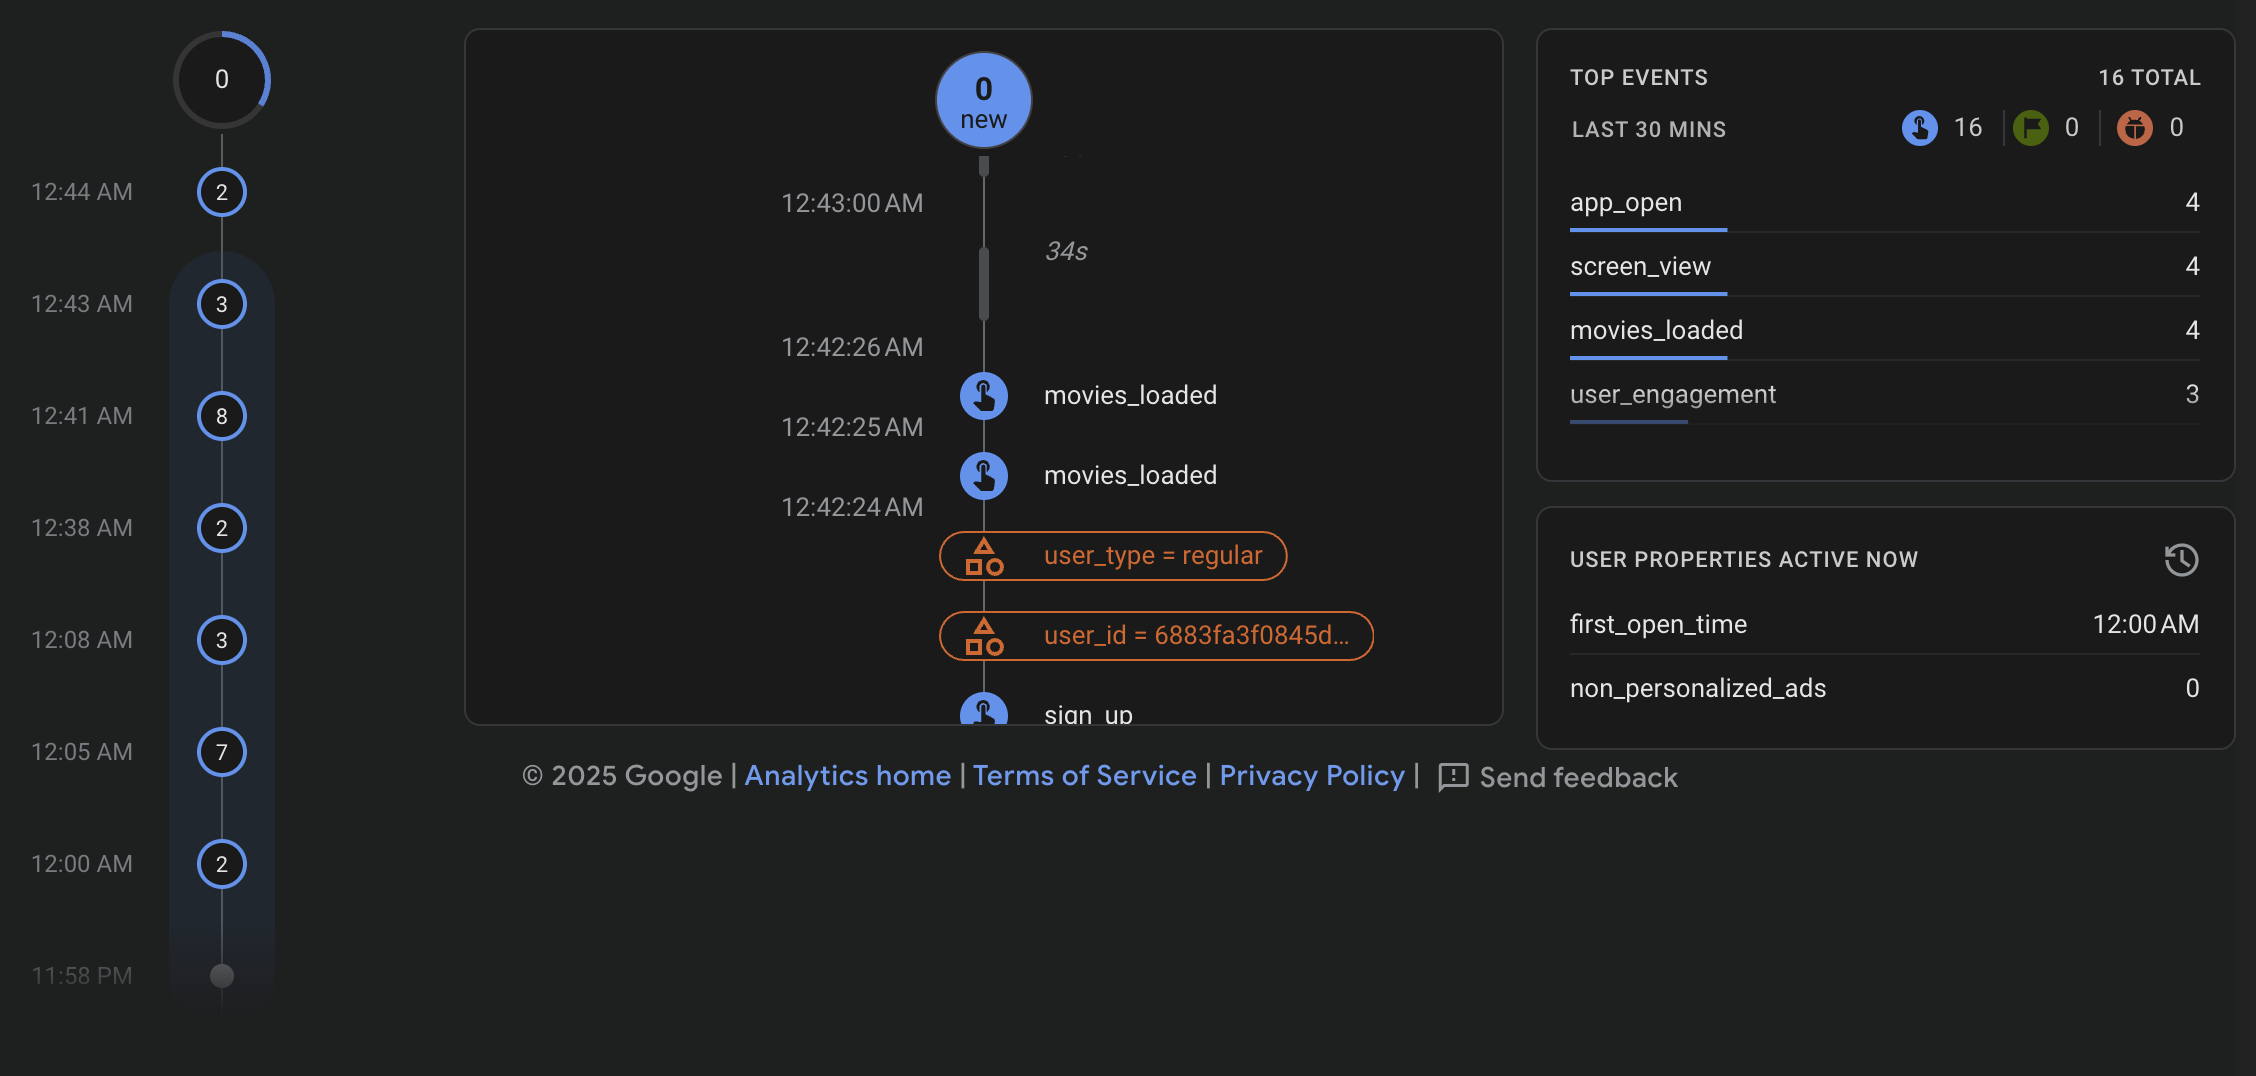 0
12:44 AM 2
12:43 AM 3
12:41 AM 8
12:38 AM 2
12:08 AM 3
12:05 AM 7
12:00 AM 2
11:58 PM
0
new
12:43:00 AM
34s
12:42:26 AM
movies_loaded
12:42:25 AM
movies_loaded
12:42:24 AM
user_type = regular
user_id = 6883fa3f0845d...
sign_up
TOP EVENTS 16 TOTAL
LAST 30 MINS 16 0 0
app_open 4
screen_view 4
movies_loaded 4
user_engagement 3
USER PROPERTIES ACTIVE NOW
first_open_time 12:00 AM
non_personalized_ads 0
© 2025 Google | Analytics home | Terms of Service | Privacy Policy | Send feedback